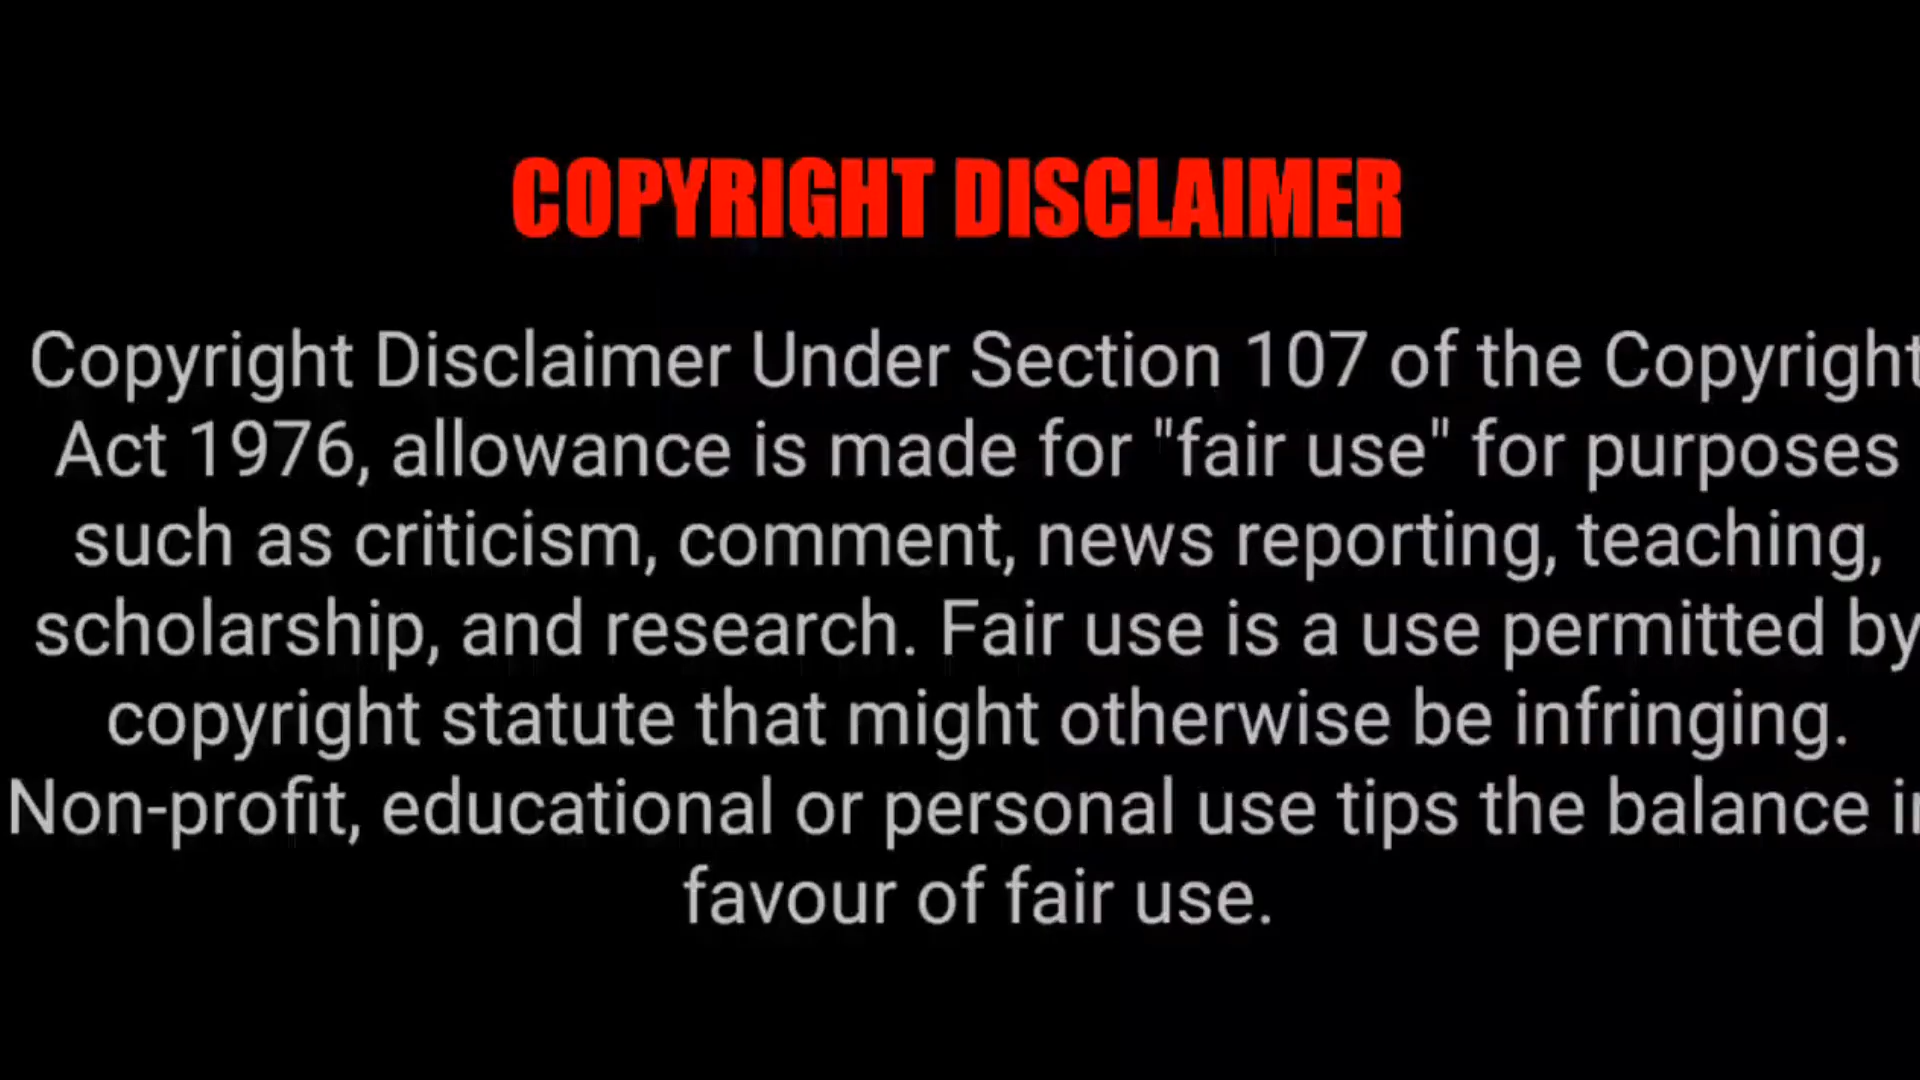 COPYRIGHT DISCLAIMER
Copyright Disclaimer Under Section 107 of the Copyright
Act 1976, allowance is made for "fair use" for purposes
such as criticism, comment, news reporting, teaching,
scholarship, and research. Fair use is a use permitted by
copyright statute that might otherwise be infringing.
Non-profit, educational or personal use tips the balance in
favour of fair use.